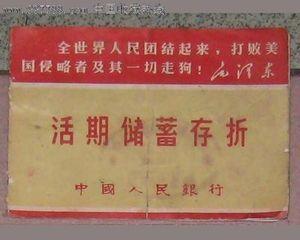 全世界人民团结起来，打败美
国侵略者及其一切走狗！毛泽东
活期储蓄存折
中國人民銀行